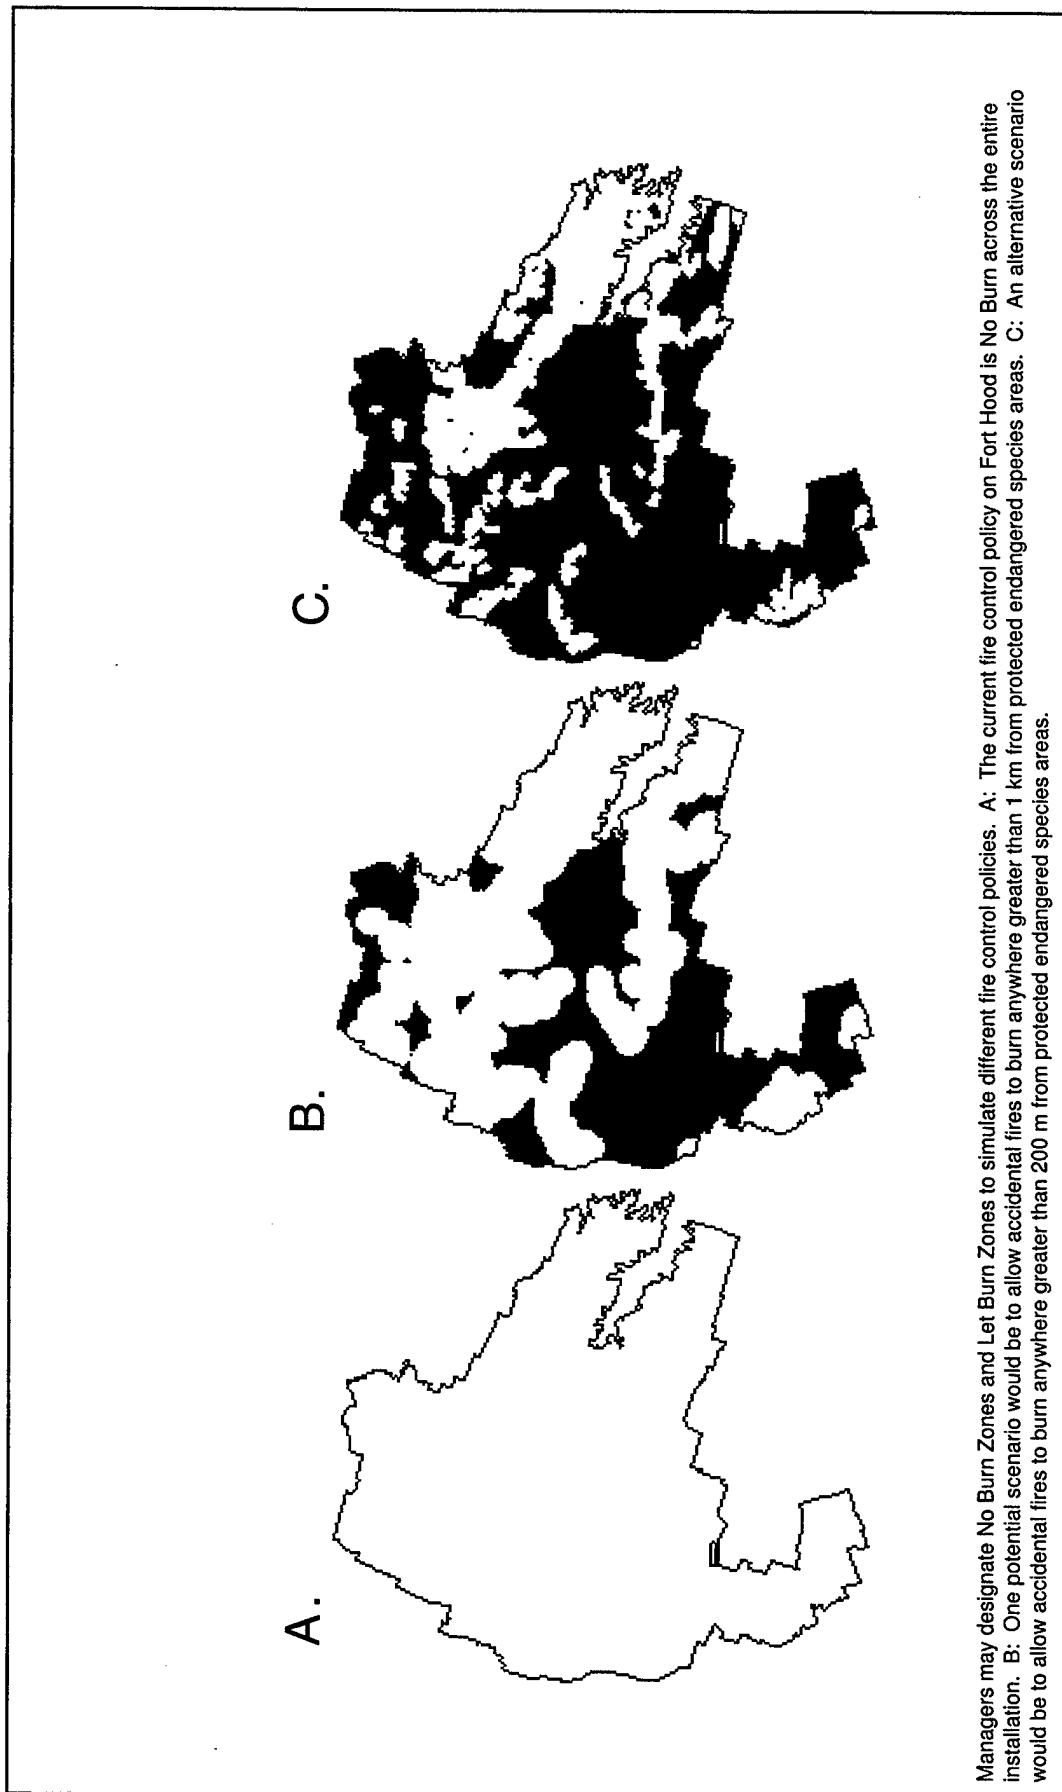 A.
B.
C.
Managers may designate No Burn Zones and Let Burn Zones to simulate different fire control policies. A: The current fire control policy on Fort Hood is No Burn across the entire
installation. B: One potential scenario would be to allow accidental fires to burn anywhere greater than 1 km from protected endangered species areas. C: An alternative scenario
would be to allow accidental fires to burn anywhere greater than 200 m from protected endangered species areas.